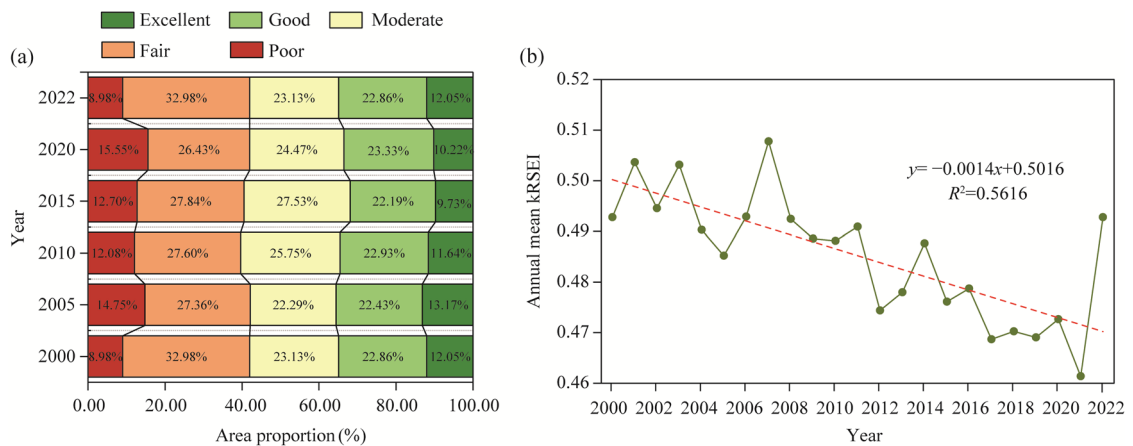 Excellent Good Moderate
Fair Poor
(a)
Year
2022 8.98% 32.98% 23.13% 22.86% 12.05%
2020 15.55% 26.43% 24.47% 23.33% 10.22%
2015 12.70% 27.84% 27.53% 22.19% 9.73%
2010 12.08% 27.60% 25.75% 22.93% 11.64%
2005 14.75% 27.36% 22.29% 22.43% 13.17%
2000 8.98% 32.98% 23.13% 22.86% 12.05%
0.00 20.00 40.00 60.00 80.00 100.00
Area proportion (%)
(b)
Annual mean kRSEI
0.52
0.51
0.50
0.49
0.48
0.47
0.46
y= −0.0014x+0.5016
R²=0.5616
2000 2002 2004 2006 2008 2010 2012 2014 2016 2018 2020 2022
Year